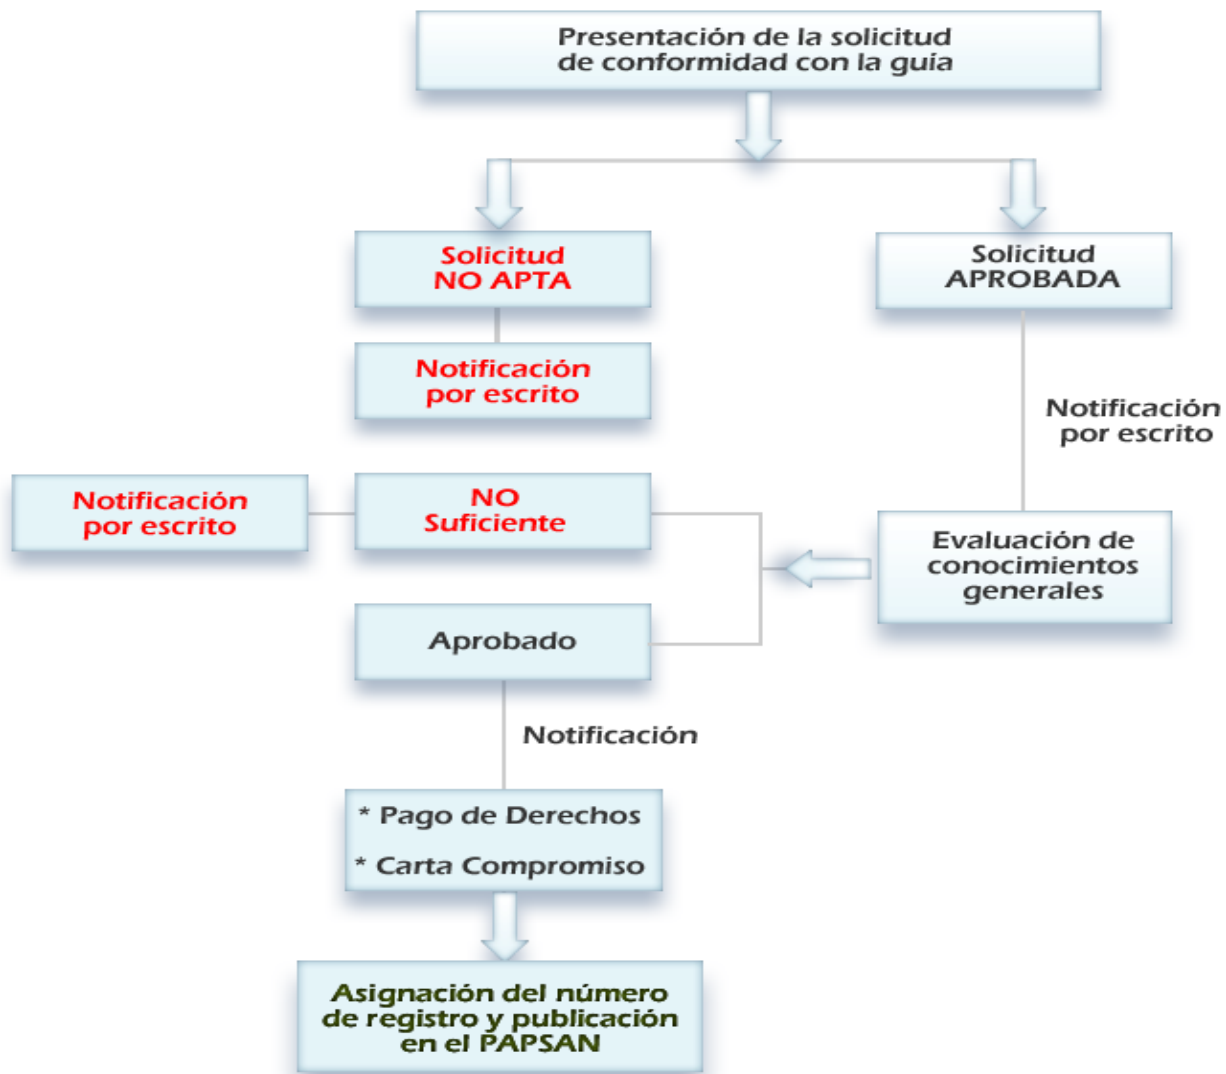 Presentación de la solicitud
de conformidad con la guía
Solicitud
NO APTA
Solicitud
APROBADA
Notificación
por escrito
Notificación
por escrito
Notificación
por escrito
NO
Suficiente
Evaluación de
conocimientos
generales
Aprobado
Notificación
* Pago de Derechos
* Carta Compromiso
Asignación del número
de registro y publicación
en el PAPSAN